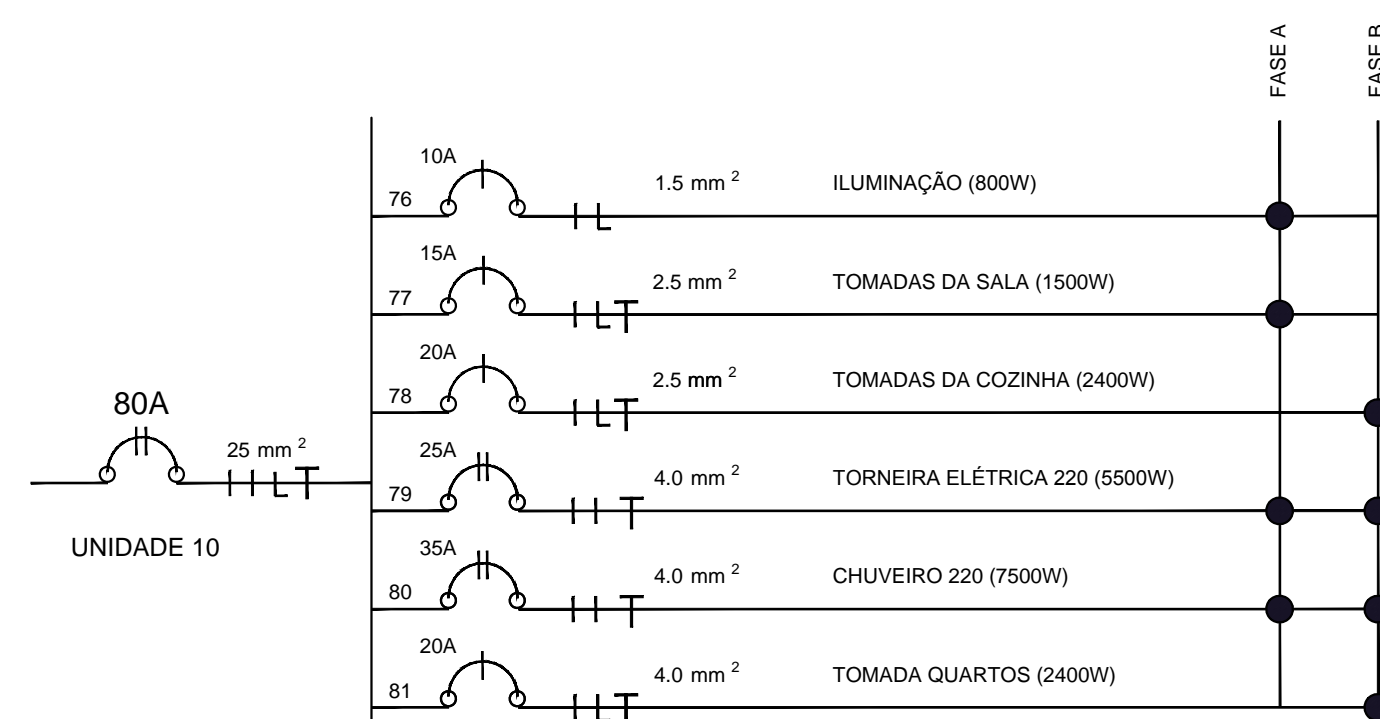 FASE A
FASE B
10A
76
1.5 mm 2
ILUMINAÇÃO (800W)
15A
77
2.5 mm 2
TOMADAS DA SALA (1500W)
20A
78
2.5 mm 2
TOMADAS DA COZINHA (2400W)
80A
25 mm 2
UNIDADE 10
25A
79
4.0 mm 2
TORNEIRA ELÉTRICA 220 (5500W)
35A
80
4.0 mm 2
CHUVEIRO 220 (7500W)
20A
81
4.0 mm 2
TOMADA QUARTOS (2400W)